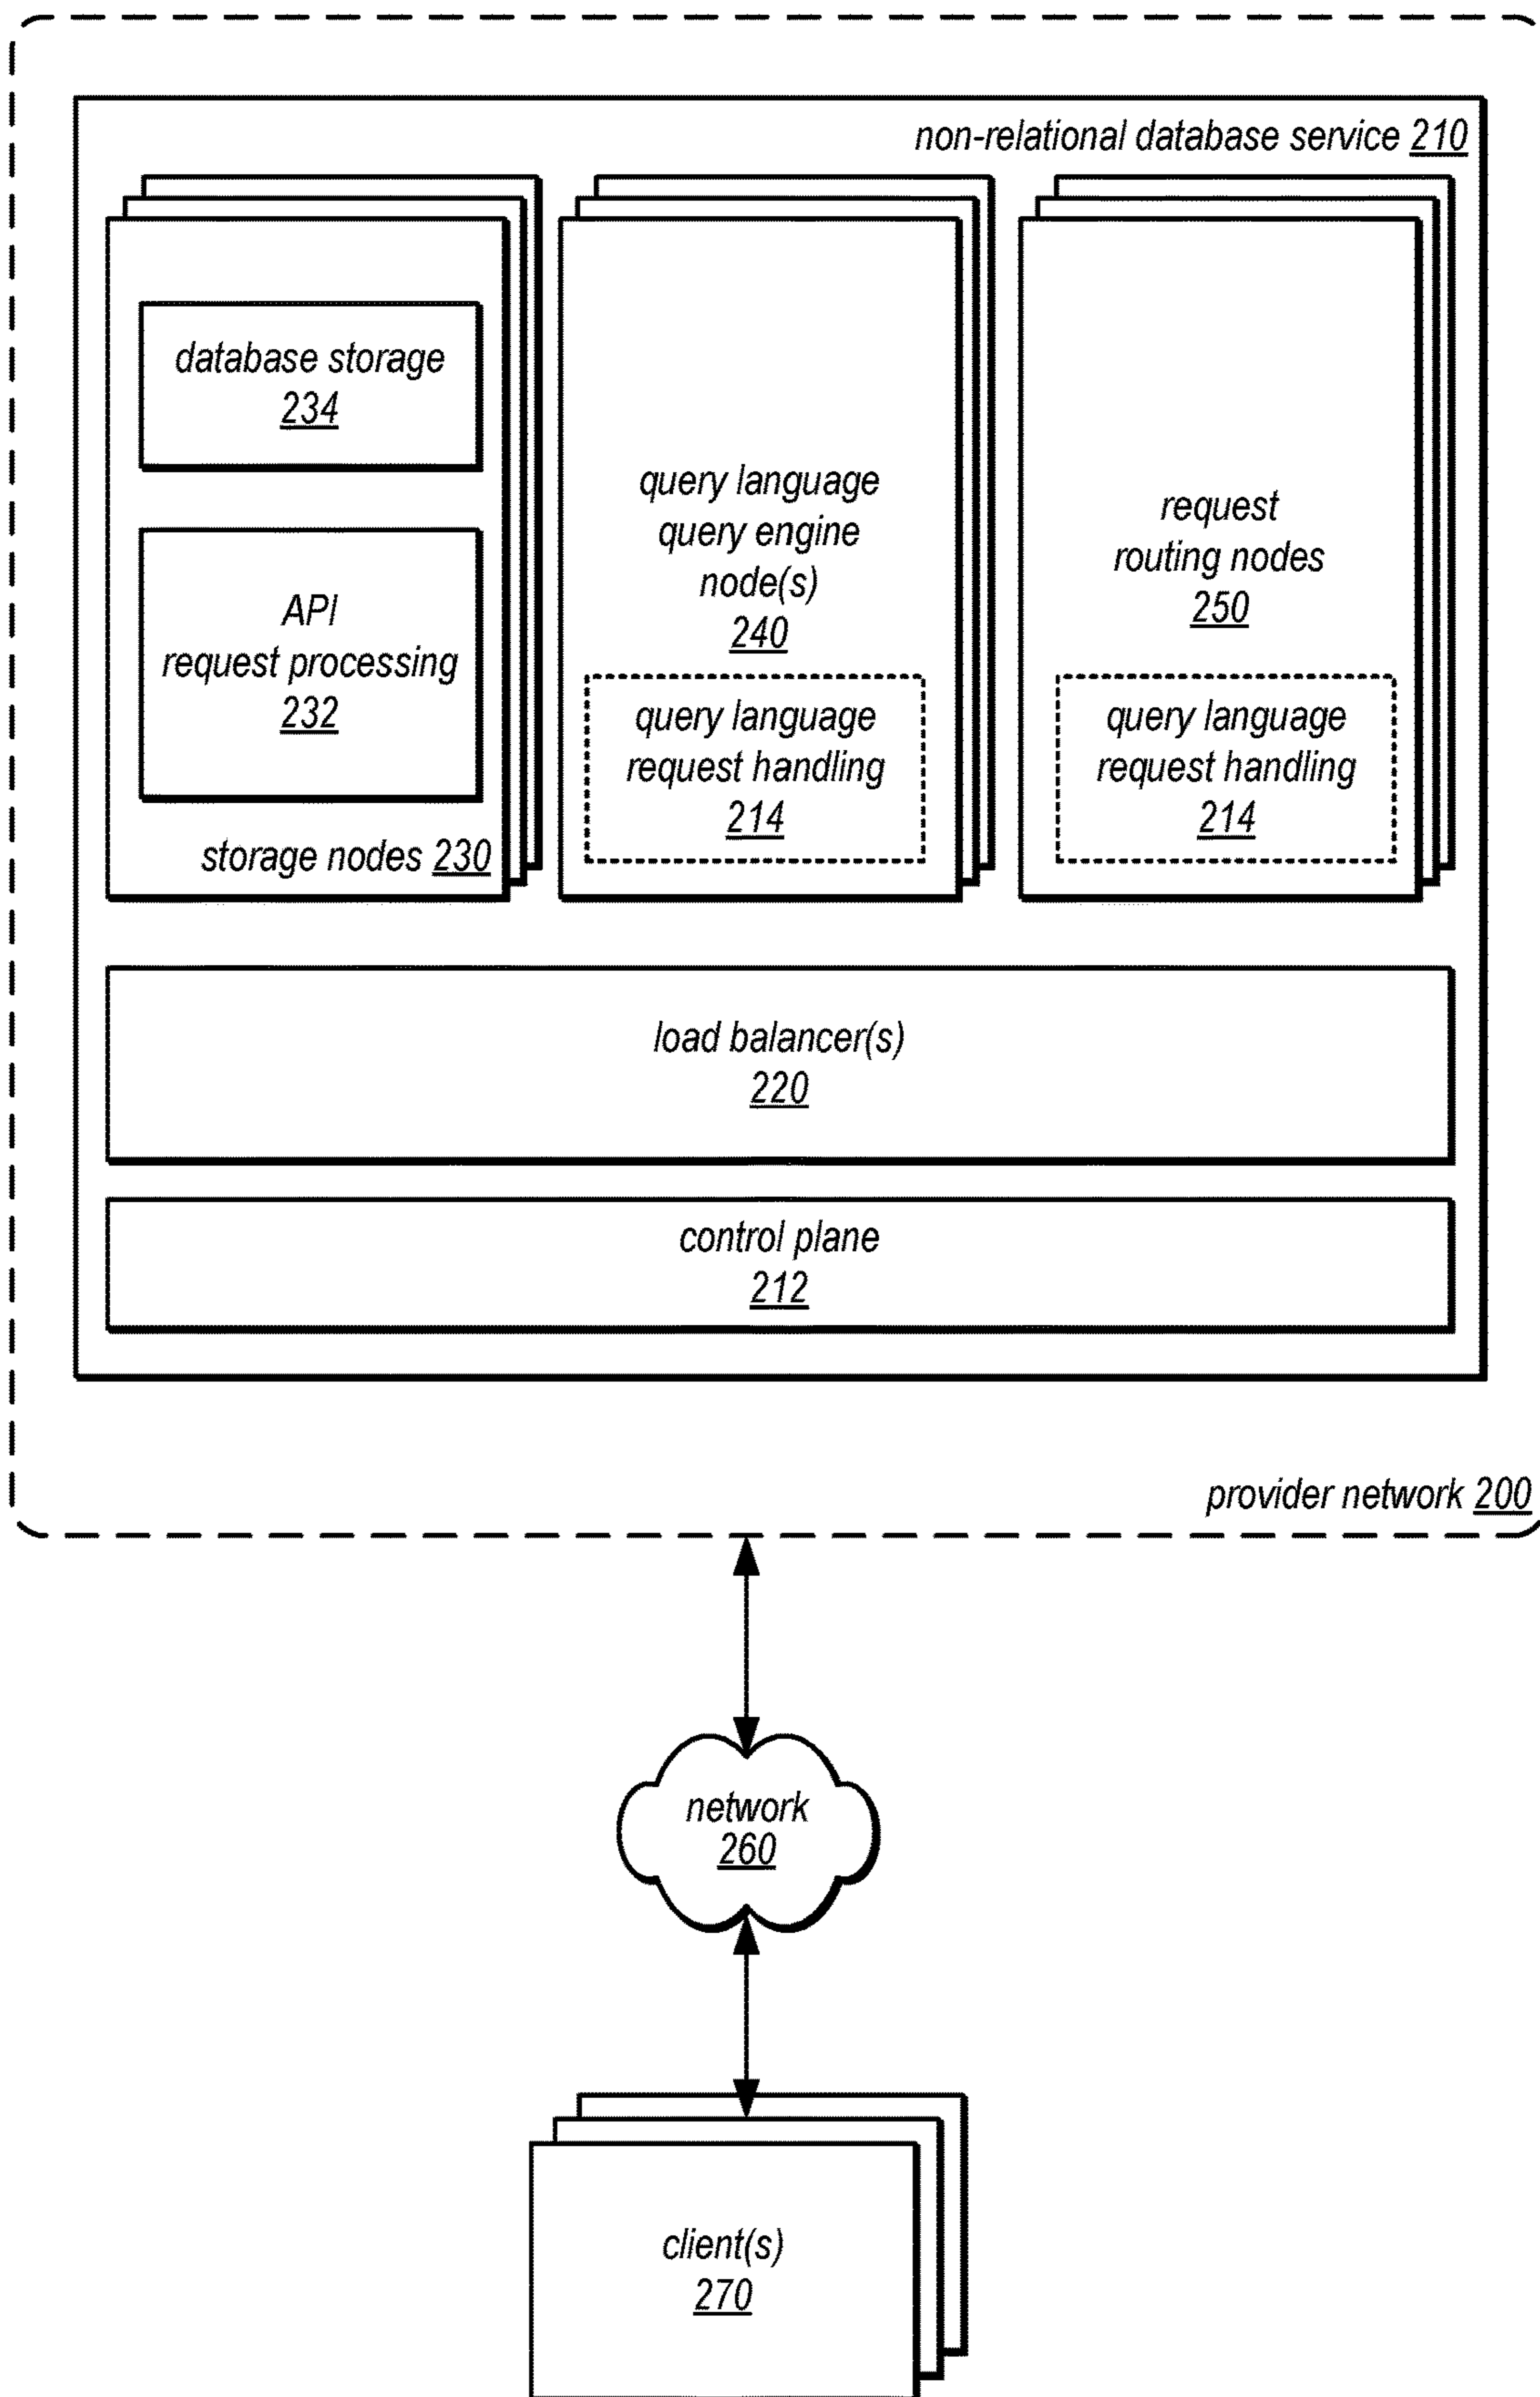 non-relational database service 210
database storage
234
API
request processing
232
storage nodes 230
query language
query engine
node(s)
240
query language
request handling
214
request
routing nodes
250
query language
request handling
214
load balancer(s)
220
control plane
212
provider network 200
network
260
client(s)
270